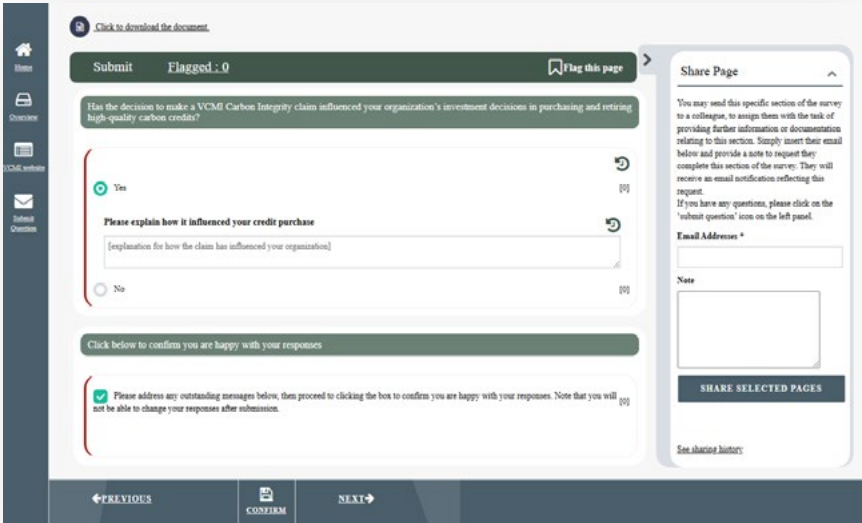 Click to download the document.
Home
Overview
VCMI website
Submit
Question
Submit
Flagged : 0
Flag this page
Has the decision to make a VCMI Carbon Integrity claim influenced your organization's investment decisions in purchasing and retiring
high-quality carbon credits?
Yes
[0]
Please explain how it influenced your credit purchase
[explanation for how the claim has influenced your organization]
No
[0]
Click below to confirm you are happy with your responses
Please address any outstanding messages below, then proceed to clicking the box to confirm you are happy with your responses. Note that you will
not be able to change your responses after submission.
[0]
Share Page
You may send this specific section of the survey
to a colleague, to assign them with the task of
providing further information or documentation
relating to this section. Simply insert their email
below and provide a note to request they
complete this section of the survey. They will
receive an email notification reflecting this
request.
If you have any questions, please click on the
'submit question' icon on the left panel.
Email Addresses *
Note
SHARE SELECTED PAGES
See sharing history
PREVIOUS
CONFIRM
NEXT